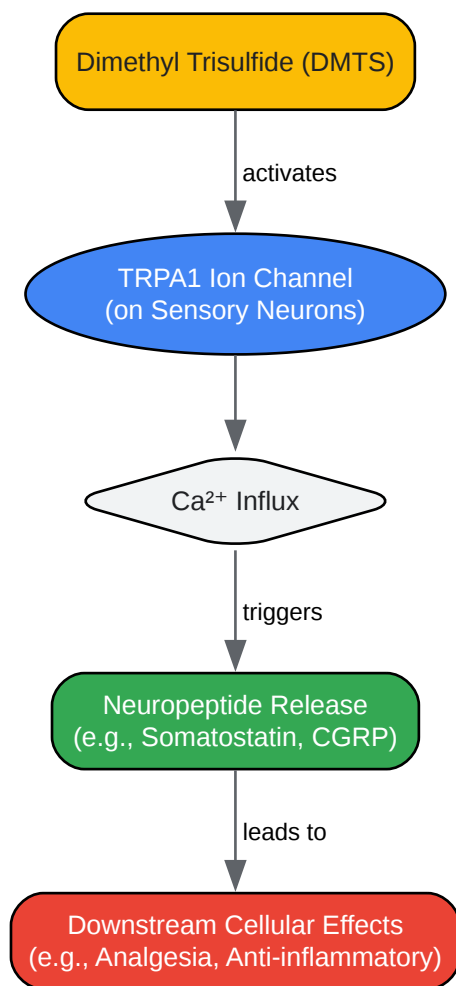 Dimethyl Trisulfide (DMTS)
activates
TRPA1 Ion Channel
(on Sensory Neurons)
Ca²⁺ Influx
triggers
Neuropeptide Release
(e.g., Somatostatin, CGRP)
leads to
Downstream Cellular Effects
(e.g., Analgesia, Anti-inflammatory)